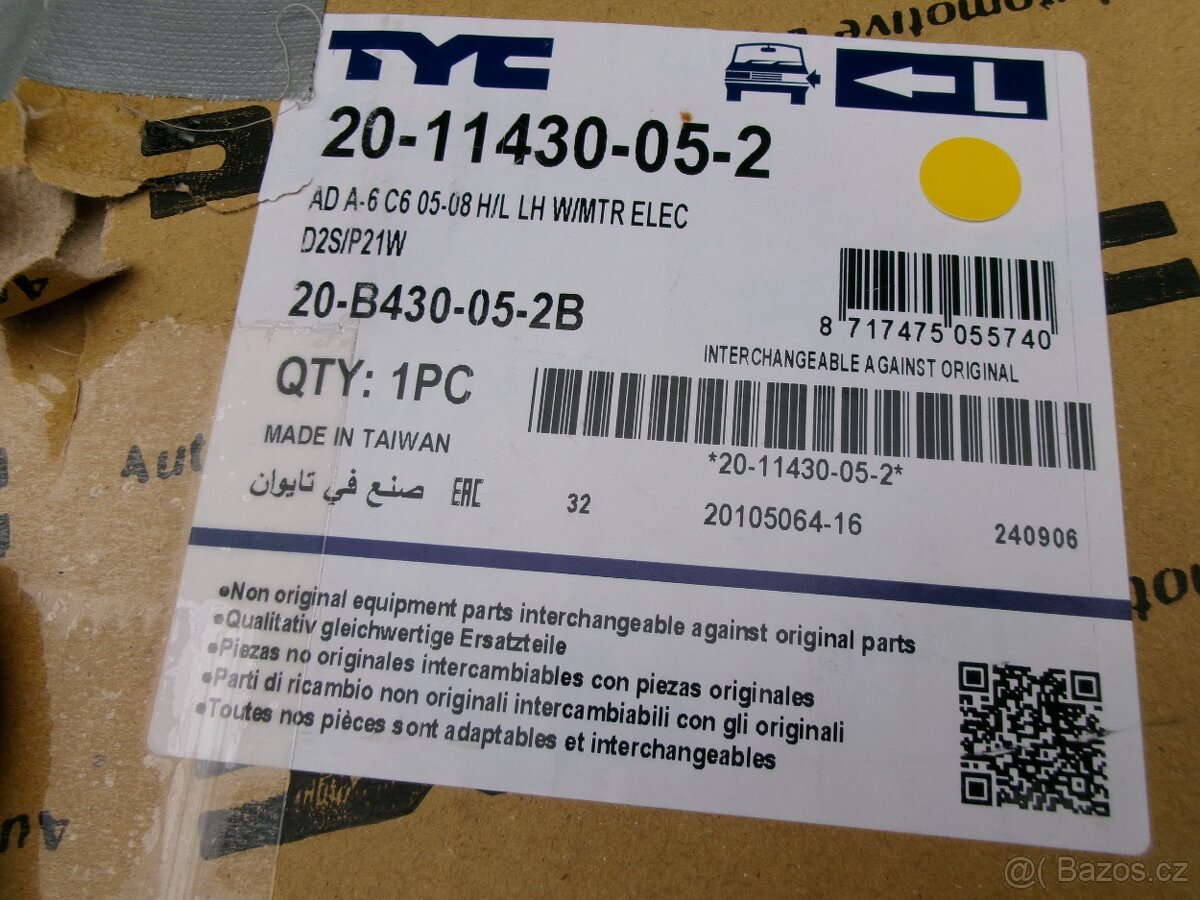 Automotive
TYC
L
20-11430-05-2
AD A-6 C6 05-08 H/L LH W/MTR ELEC
D2S/P21W
20-B430-05-2B
8 717475 055740
INTERCHANGEABLE AGAINST ORIGINAL
QTY: 1PC
MADE IN TAIWAN
*20-11430-05-2*
صنع في تايوان
EAC
32
20105064-16
240906
•Non original equipment parts interchangeable against original parts
•Qualitativ gleichwertige Ersatzteile
•Piezas no originales intercambiables con piezas originales
•Parti di ricambio non originali intercambiabili con gli originali
•Toutes nos pièces sont adaptables et interchangeables
Aut
@( Bazos.cz